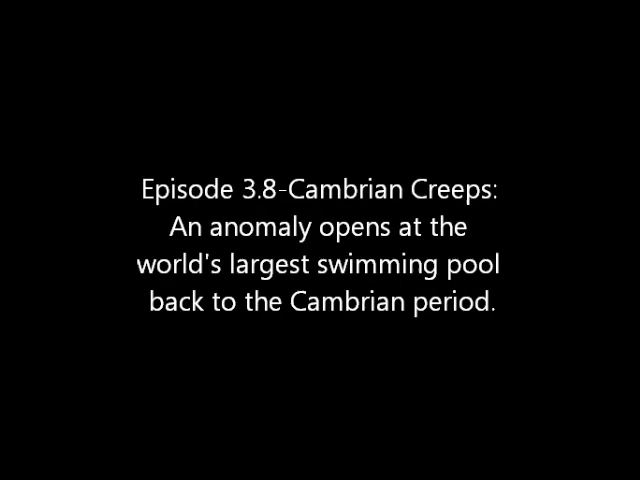 Episode 3.8-Cambrian Creeps:
An anomaly opens at the
world's largest swimming pool
back to the Cambrian period.